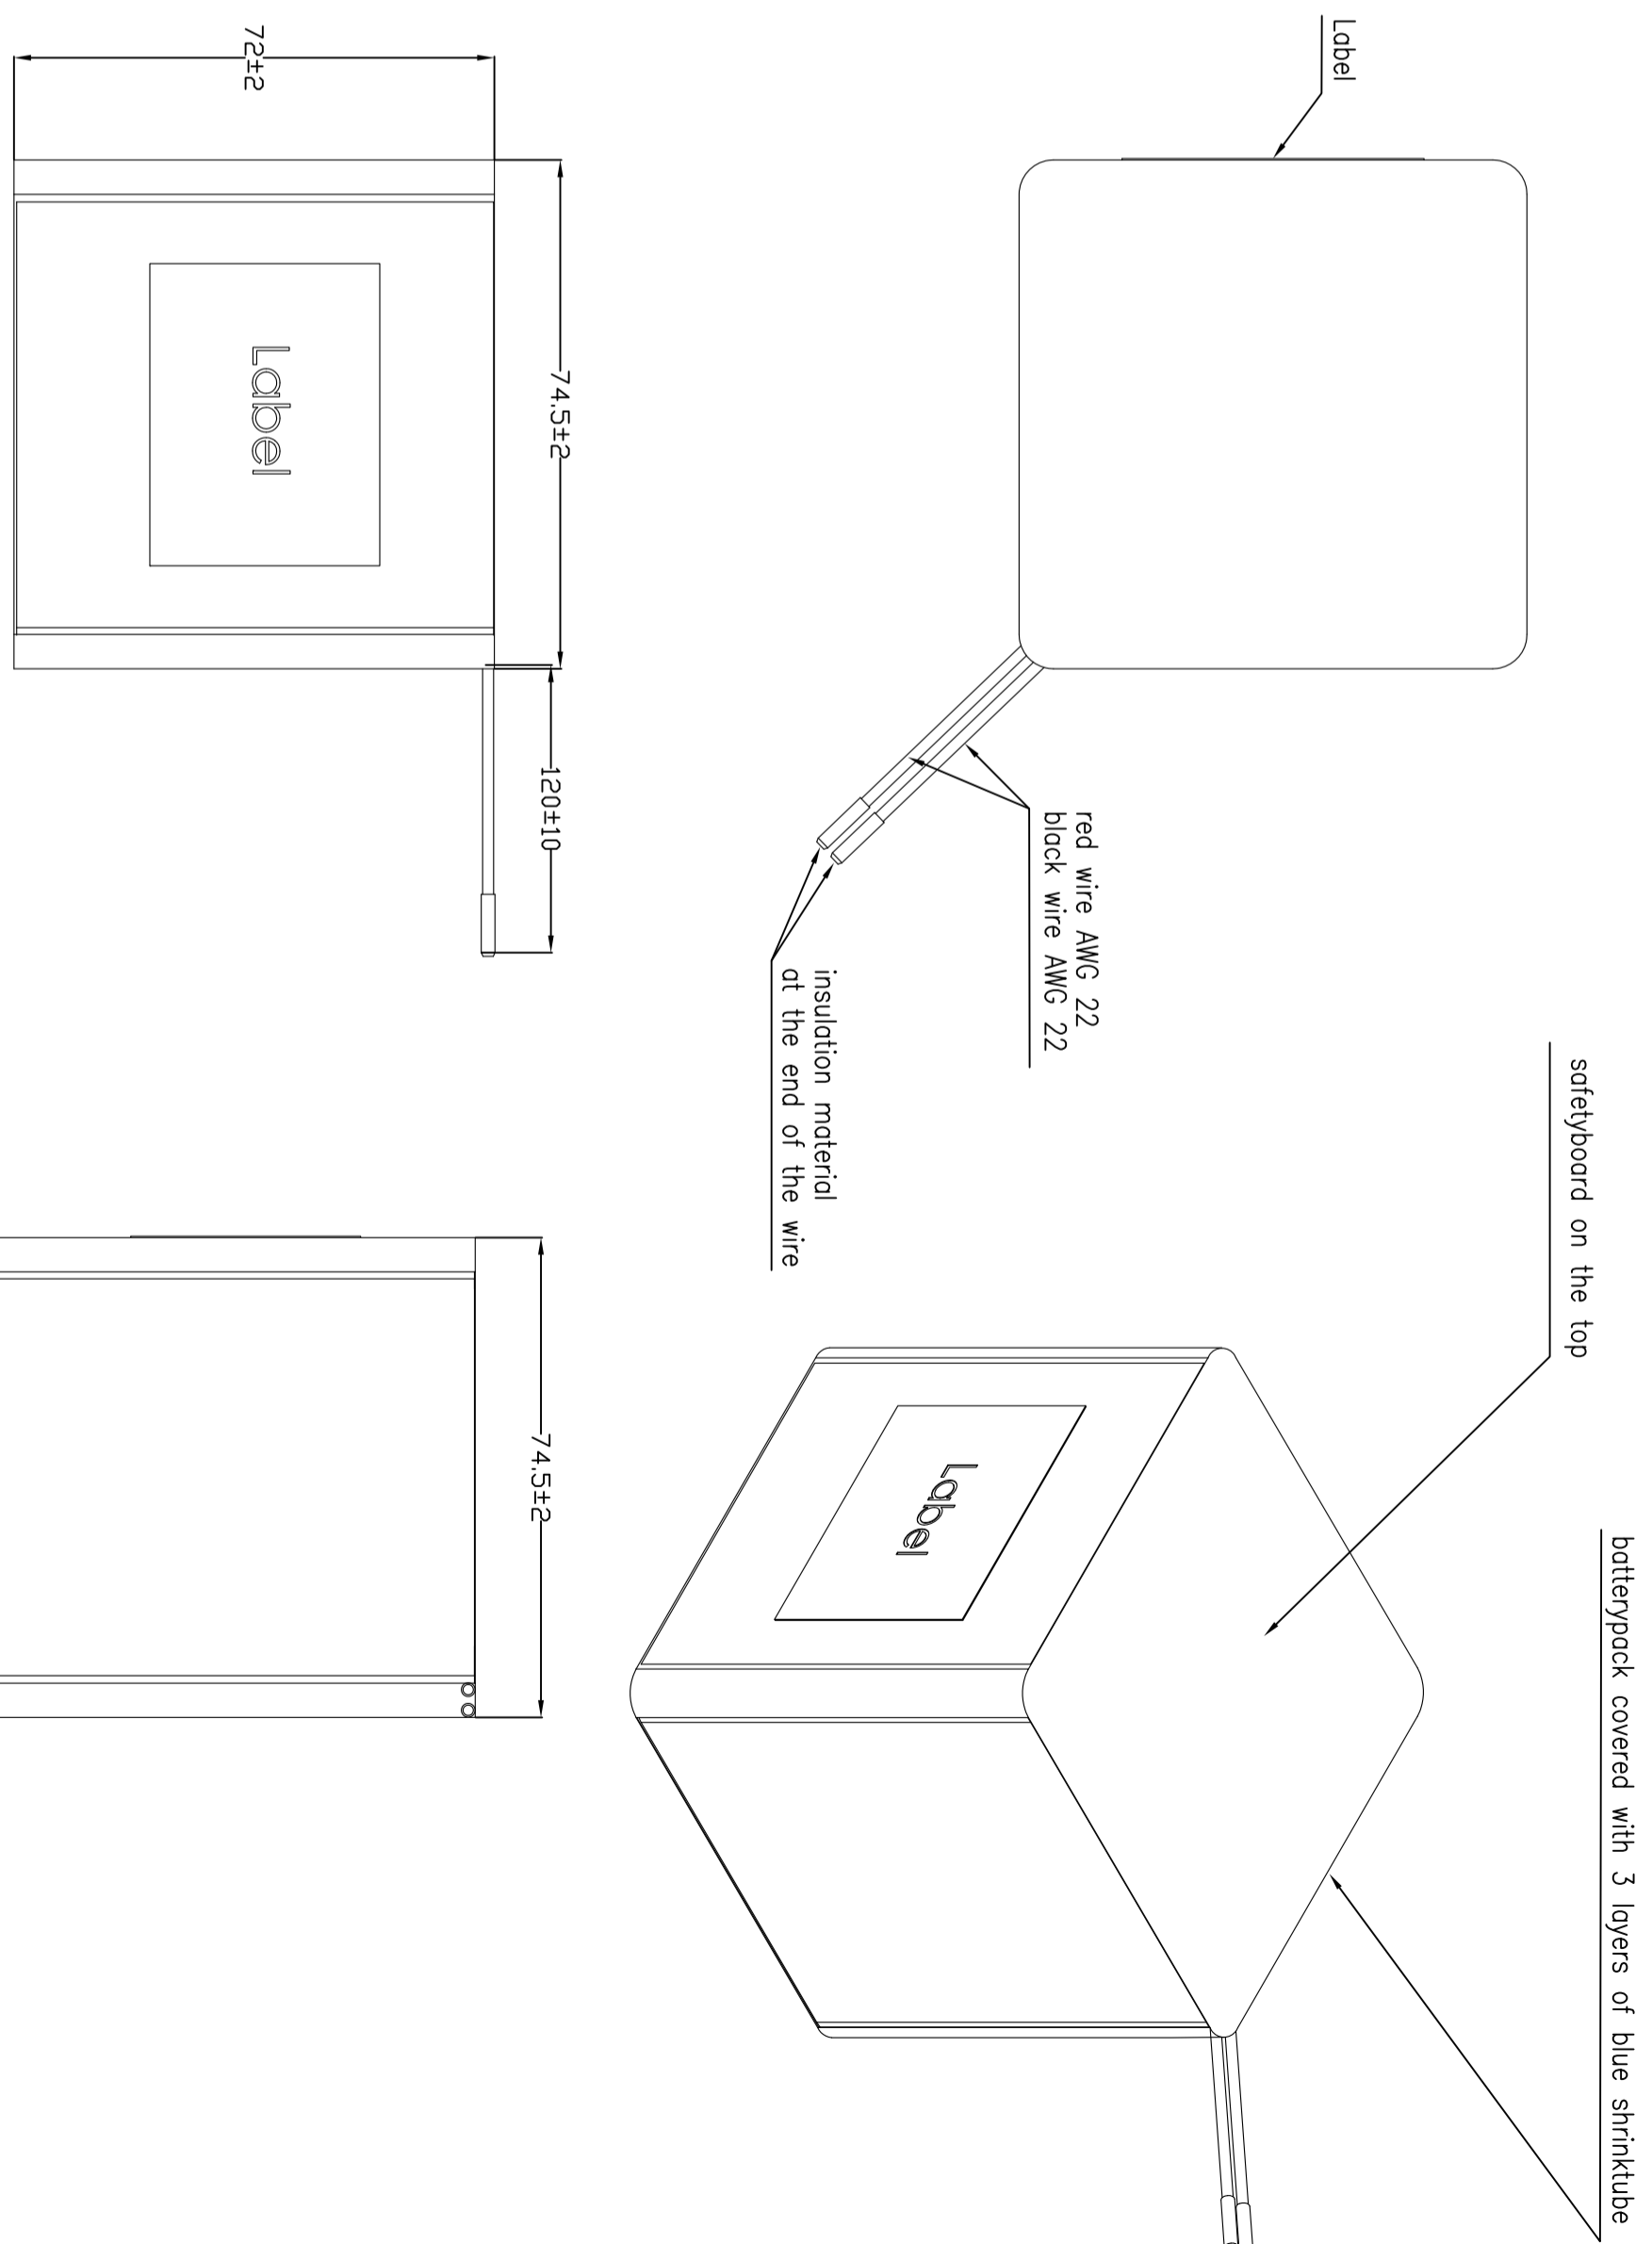 batterypack covered with 3 layers of blue shrinktube
safetyboard on the top
Label
red wire AWG 22
black wire AWG 22
insulation material
at the end of the wire
Label
74,5±2
120±10
72±2
Label
74,5±2